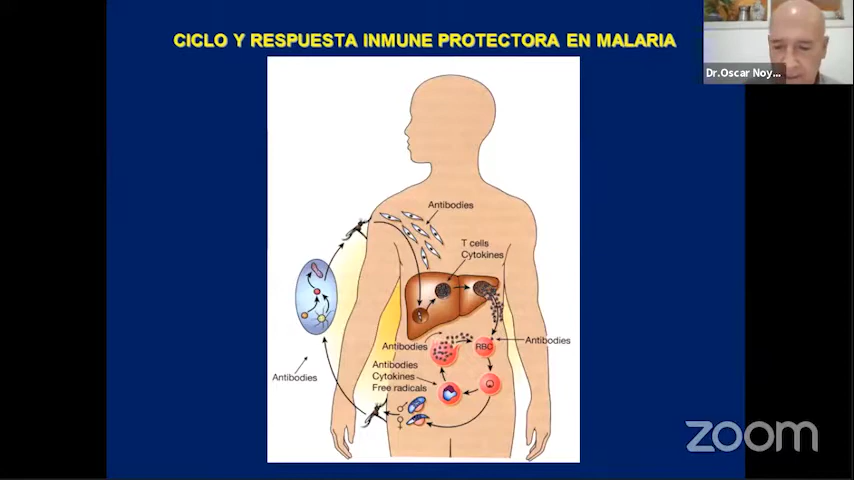 CICLO Y RESPUESTA INMUNE PROTECTORA EN MALARIA
Dr.Oscar Noy...
Antibodies
T cells
Cytokines
Antibodies
RBC
Antibodies
Antibodies
Cytokines
Free radicals
Antibodies
zoom